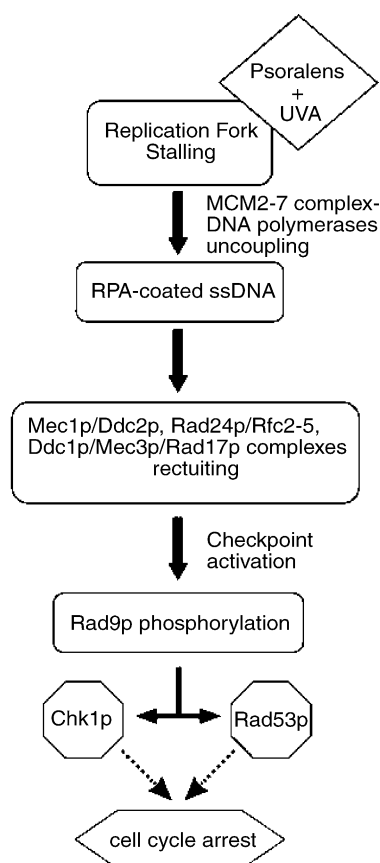 Psoralens
+
UVA
Replication Fork
Stalling
MCM2-7 complex-
DNA polymerases
uncoupling
RPA-coated ssDNA
Mec1p/Ddc2p, Rad24p/Rfc2-5,
Ddc1p/Mec3p/Rad17p complexes
rectuiting
Checkpoint
activation
Rad9p phosphorylation
Chk1p
Rad53p
cell cycle arrest